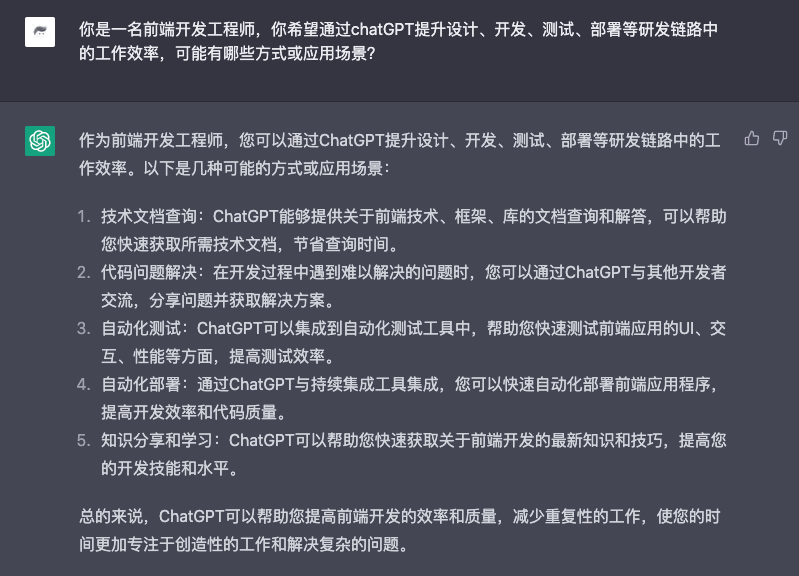 你是一名前端开发工程师，你希望通过chatGPT提升设计、开发、测试、部署等研发链路中
的工作效率，可能有哪些方式或应用场景？
作为前端开发工程师，您可以通过ChatGPT提升设计、开发、测试、部署等研发链路中的工
作效率。以下是几种可能的方式或应用场景：
1. 技术文档查询：ChatGPT能够提供关于前端技术、框架、库的文档查询和解答，可以帮助
您快速获取所需技术文档，节省查询时间。
2. 代码问题解决：在开发过程中遇到难以解决的问题时，您可以通过ChatGPT与其他开发者
交流，分享问题并获取解决方案。
3. 自动化测试：ChatGPT可以集成到自动化测试工具中，帮助您快速测试前端应用的UI、交
互、性能等方面，提高测试效率。
4. 自动化部署：通过ChatGPT与持续集成工具集成，您可以快速自动化部署前端应用程序，
提高开发效率和代码质量。
5. 知识分享和学习：ChatGPT可以帮助您快速获取关于前端开发的最新知识和技巧，提高您
的开发技能和水平。
总的来说，ChatGPT可以帮助您提高前端开发的效率和质量，减少重复性的工作，使您的时
间更加专注于创造性的工作和解决复杂的问题。